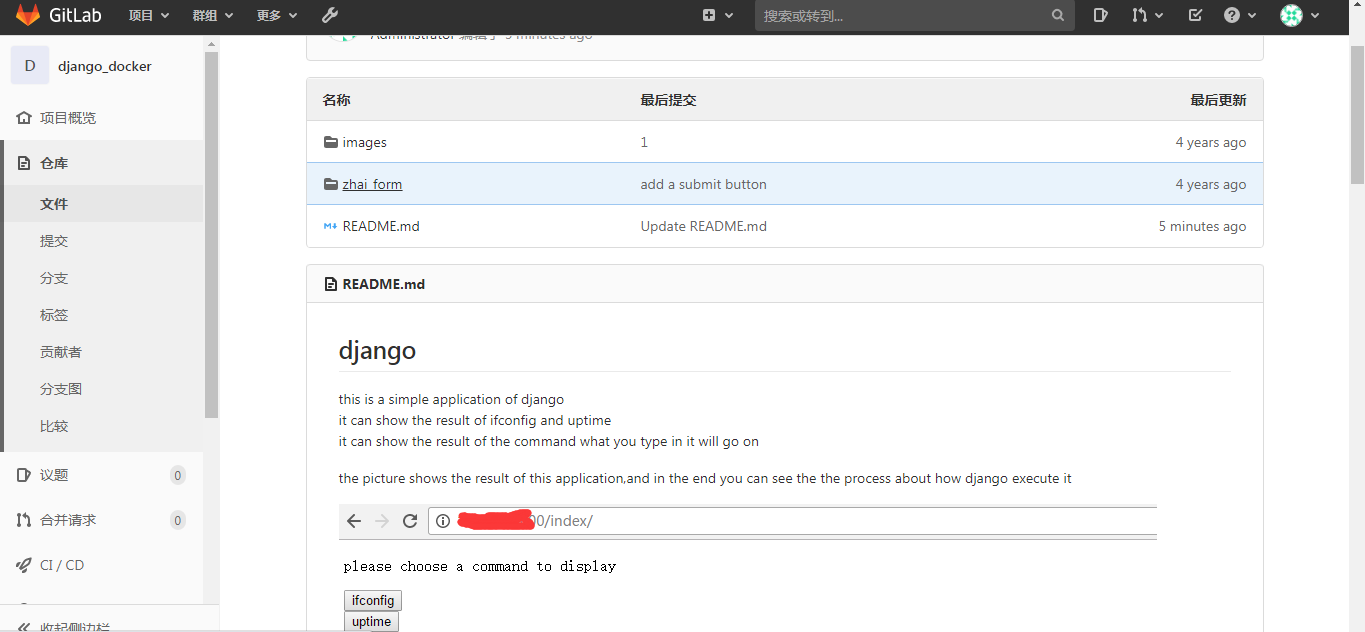 GitLab 项目 群组 更多 搜索或转到...
D django_docker
项目概览
仓库
文件
提交
分支
标签
贡献者
分支图
比较
议题 0
合并请求 0
CI / CD
收起侧边栏
Administrator 编辑了 5 minutes ago
名称 最后提交 最后更新
images 1 4 years ago
zhai_form add a submit button 4 years ago
README.md Update README.md 5 minutes ago
README.md
django
this is a simple application of django
it can show the result of ifconfig and uptime
it can show the result of the command what you type in it will go on
the picture shows the result of this application,and in the end you can see the the process about how django execute it
00/index/
please choose a command to display
ifconfig
uptime